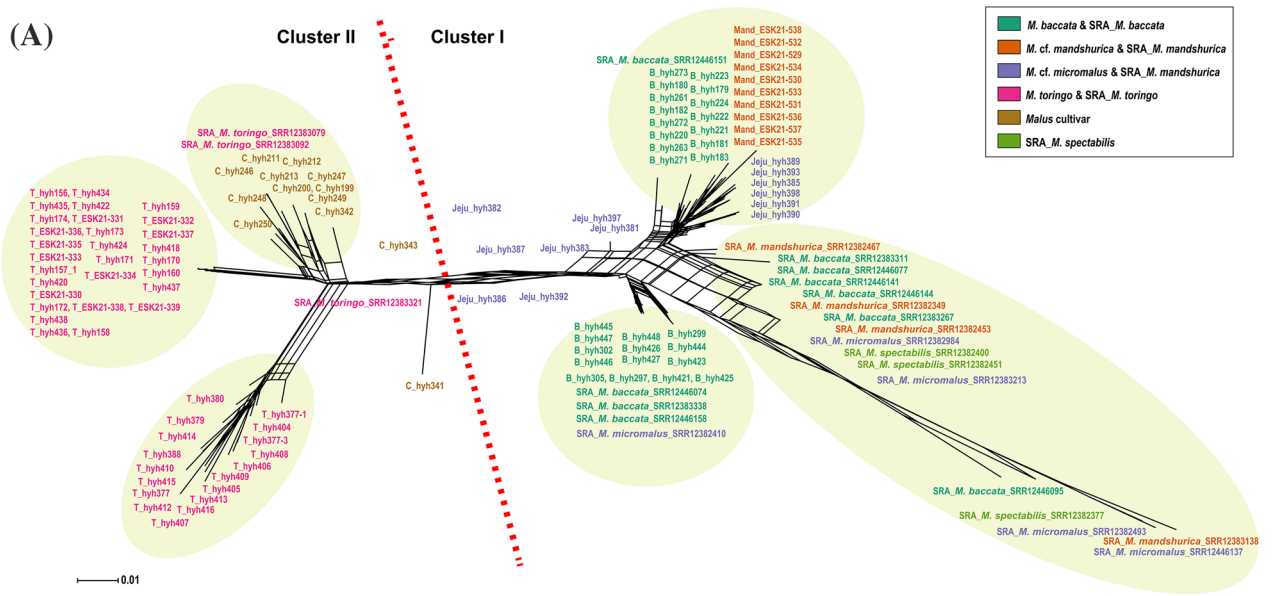 (A)
Cluster II
Cluster I
M. baccata & SRA_M. baccata
M. cf. mandshurica & SRA_M. mandshurica
M. cf. micromalus & SRA_M. mandshurica
M. toringo & SRA_M. toringo
Malus cultivar
SRA_M. spectabilis
SRA_M. toringo_SRR12383079
SRA_M. toringo_SRR12383092
C_hyh211
C_hyh212
C_hyh246
C_hyh213
C_hyh247
C_hyh200, C_hyh199
C_hyh248
C_hyh249
C_hyh342
C_hyh250
T_hyh156, T_hyh434
T_hyh435, T_hyh422
T_hyh174, T_ESK21-331
T_ESK21-336, T_hyh173
T_ESK21-335
T_hyh424
T_ESK21-333
T_hyh171
T_hyh157_1
T_ESK21-334
T_hyh420
T_ESK21-330
T_hyh172, T_ESK21-338, T_ESK21-339
T_hyh438
T_hyh436, T_hyh158
T_hyh159
T_ESK21-332
T_ESK21-337
T_hyh418
T_hyh170
T_hyh160
T_hyh437
T_hyh380
T_hyh379
T_hyh414
T_hyh388
T_hyh410
T_hyh415
T_hyh377
T_hyh412
T_hyh407
T_hyh377-1
T_hyh404
T_hyh377-3
T_hyh408
T_hyh406
T_hyh409
T_hyh405
T_hyh413
T_hyh416
SRA_M. toringo_SRR12383321
C_hyh343
C_hyh341
Jeju_hyh382
Jeju_hyh387
Jeju_hyh386
Jeju_hyh392
Jeju_hyh397
Jeju_hyh381
Jeju_hyh383
SRA_M. baccata_SRR12446151
B_hyh273
B_hyh180
B_hyh261
B_hyh182
B_hyh272
B_hyh220
B_hyh263
B_hyh271
B_hyh223
B_hyh179
B_hyh224
B_hyh222
B_hyh221
B_hyh181
B_hyh183
Mand_ESK21-538
Mand_ESK21-532
Mand_ESK21-529
Mand_ESK21-534
Mand_ESK21-530
Mand_ESK21-533
Mand_ESK21-531
Mand_ESK21-536
Mand_ESK21-537
Mand_ESK21-535
Jeju_hyh389
Jeju_hyh393
Jeju_hyh385
Jeju_hyh398
Jeju_hyh391
Jeju_hyh390
SRA_M. mandshurica_SRR12382467
SRA_M. baccata_SRR12383311
SRA_M. baccata_SRR12446077
SRA_M. baccata_SRR12446141
SRA_M. baccata_SRR12446144
SRA_M. mandshurica_SRR12382349
SRA_M. baccata_SRR12383267
SRA_M. mandshurica_SRR12382453
SRA_M. micromalus_SRR12382984
SRA_M. spectabilis_SRR12382400
SRA_M. spectabilis_SRR12382451
SRA_M. micromalus_SRR12383213
B_hyh445
B_hyh447
B_hyh302
B_hyh446
B_hyh448
B_hyh426
B_hyh427
B_hyh299
B_hyh444
B_hyh423
B_hyh305, B_hyh297, B_hyh421, B_hyh425
SRA_M. baccata_SRR12446074
SRA_M. baccata_SRR12383338
SRA_M. baccata_SRR12446158
SRA_M. micromalus_SRR12382410
SRA_M. baccata_SRR12446095
SRA_M. spectabilis_SRR12382377
SRA_M. micromalus_SRR12382493
SRA_M. mandshurica_SRR12383138
SRA_M. micromalus_SRR12446137
0.01